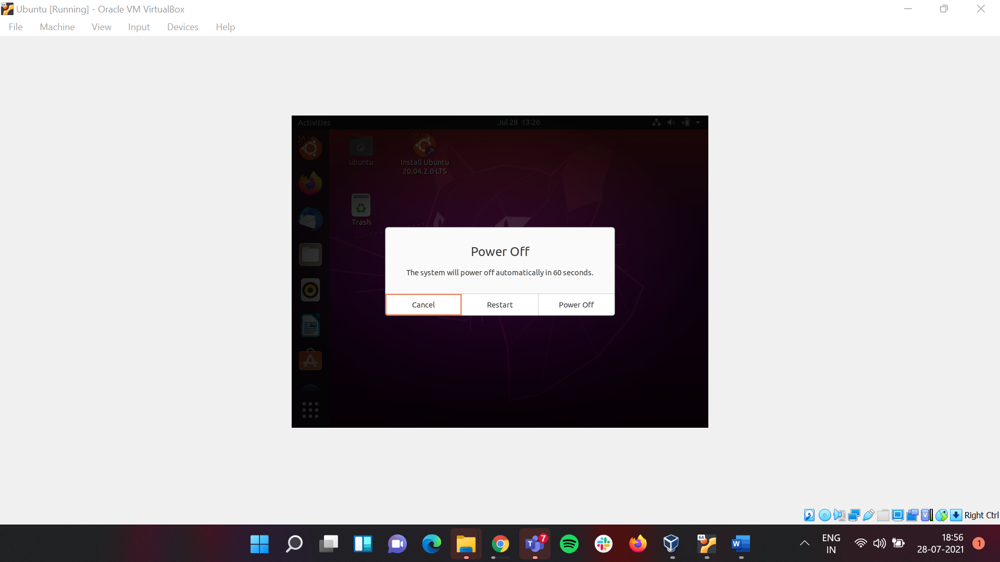 Ubuntu [Running] - Oracle VM VirtualBox
File Machine View Input Devices Help
Activities
Jul 28 13:26
ubuntu
Install Ubuntu
20.04.2.0 LTS
Trash
Power Off
The system will power off automatically in 60 seconds.
Cancel Restart Power Off
Right Ctrl
64
7
64
W
ENG
IN
18:56
28-07-2021
1